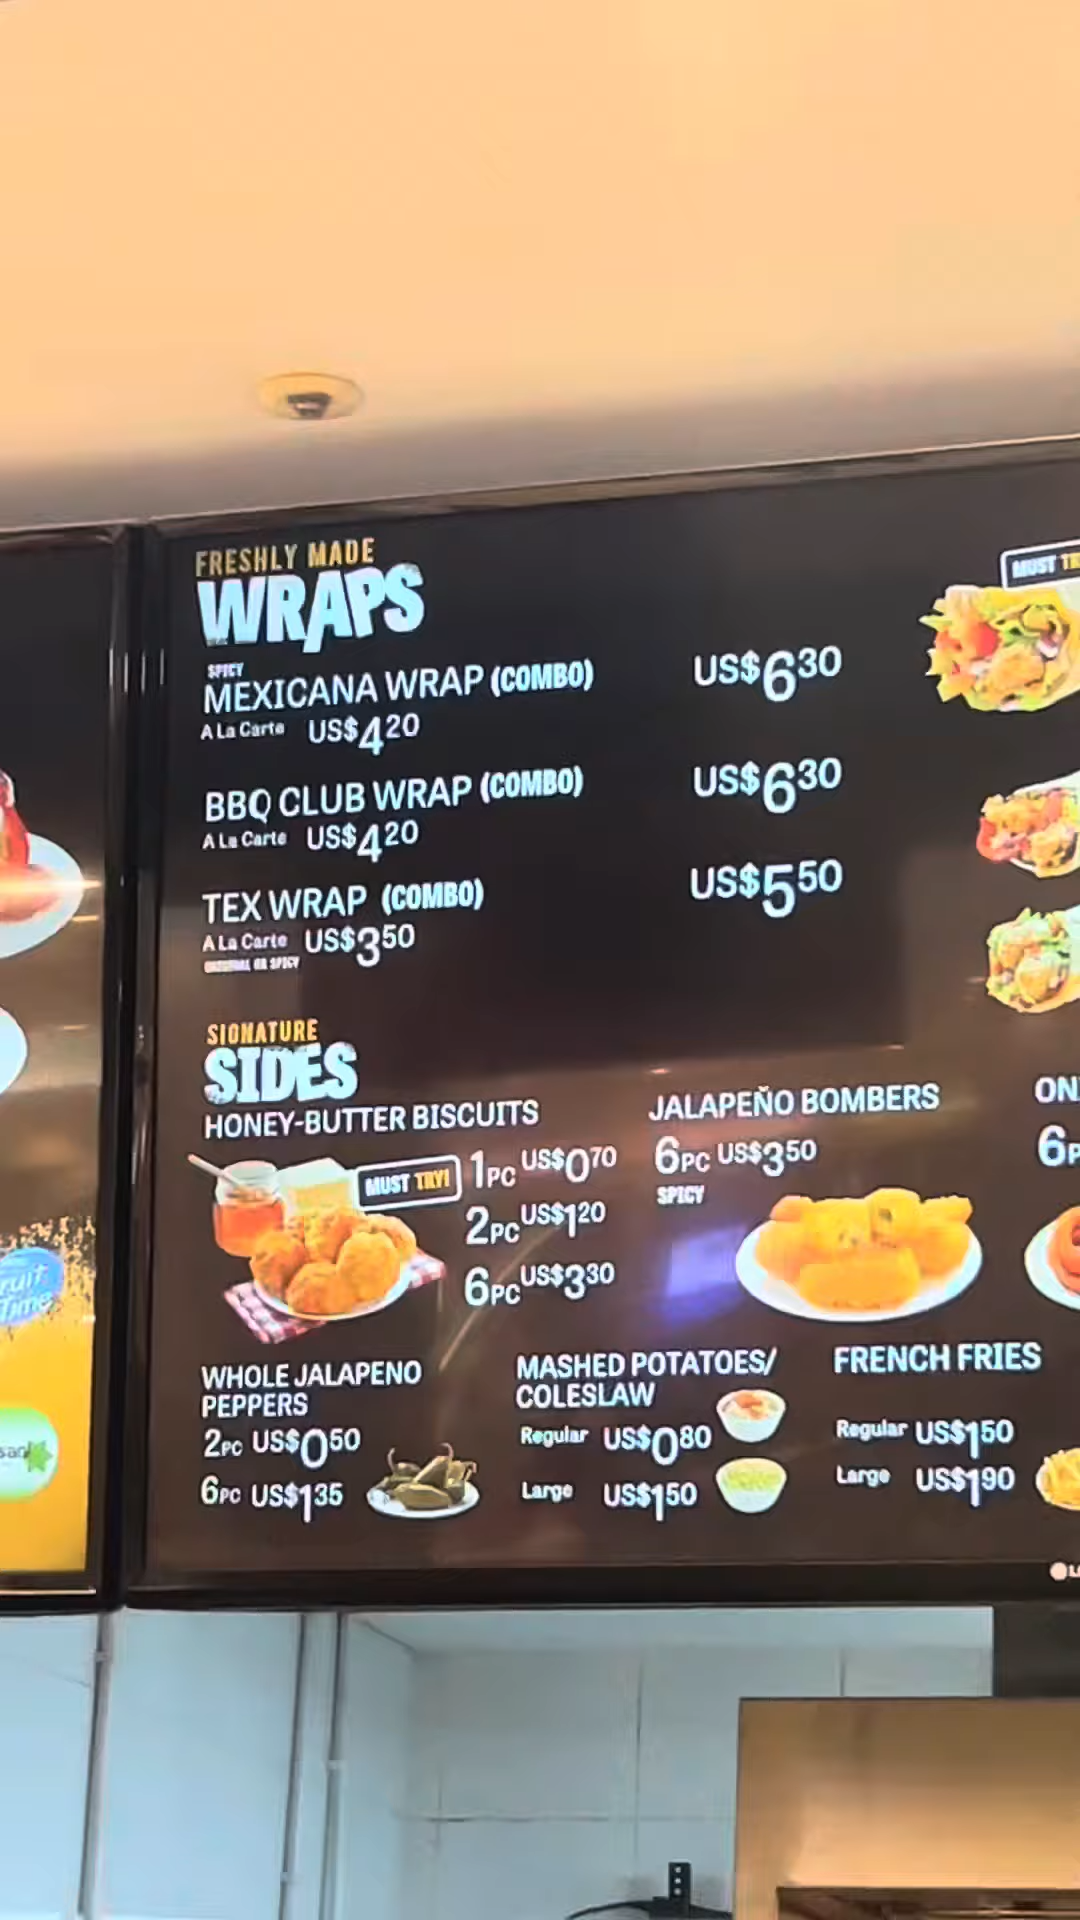 FRESHLY MADE
WRAPS
MUST TR
SPICY
MEXICANA WRAP (COMBO) US$630
A La Carte US$420
BBQ CLUB WRAP (COMBO) US$630
A La Carte US$420
TEX WRAP (COMBO) US$550
A La Carte US$350
ORIGINAL OR SPICY
SIGNATURE
SIDES
HONEY-BUTTER BISCUITS
MUST TRY!
1PC US$070
2PC US$120
6PC US$330
JALAPEÑO BOMBERS
6PC US$350
SPICY
ON
6P
WHOLE JALAPENO
PEPPERS
2PC US$050
6PC US$135
MASHED POTATOES/
COLESLAW
Regular US$080
Large US$150
FRENCH FRIES
Regular US$150
Large US$190
ruit
Time